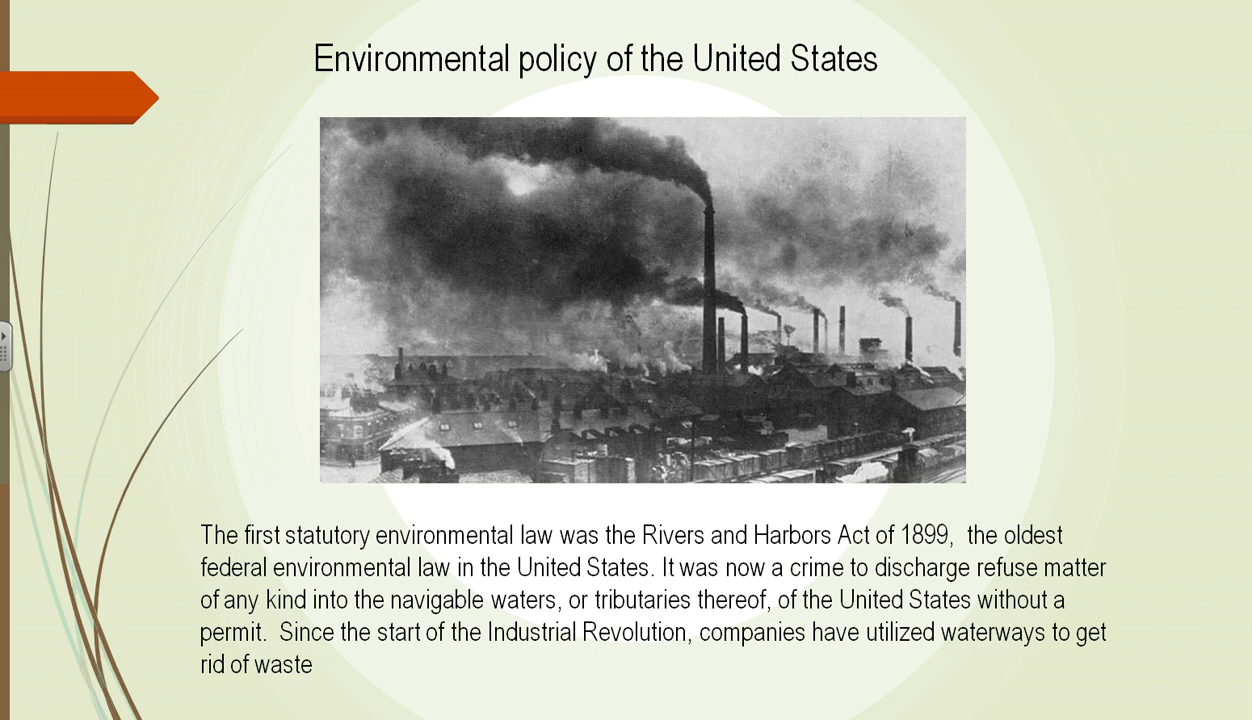 Environmental policy of the United States
The first statutory environmental law was the Rivers and Harbors Act of 1899,  the oldest
federal environmental law in the United States. It was now a crime to discharge refuse matter
of any kind into the navigable waters, or tributaries thereof, of the United States without a
permit.  Since the start of the Industrial Revolution, companies have utilized waterways to get
rid of waste